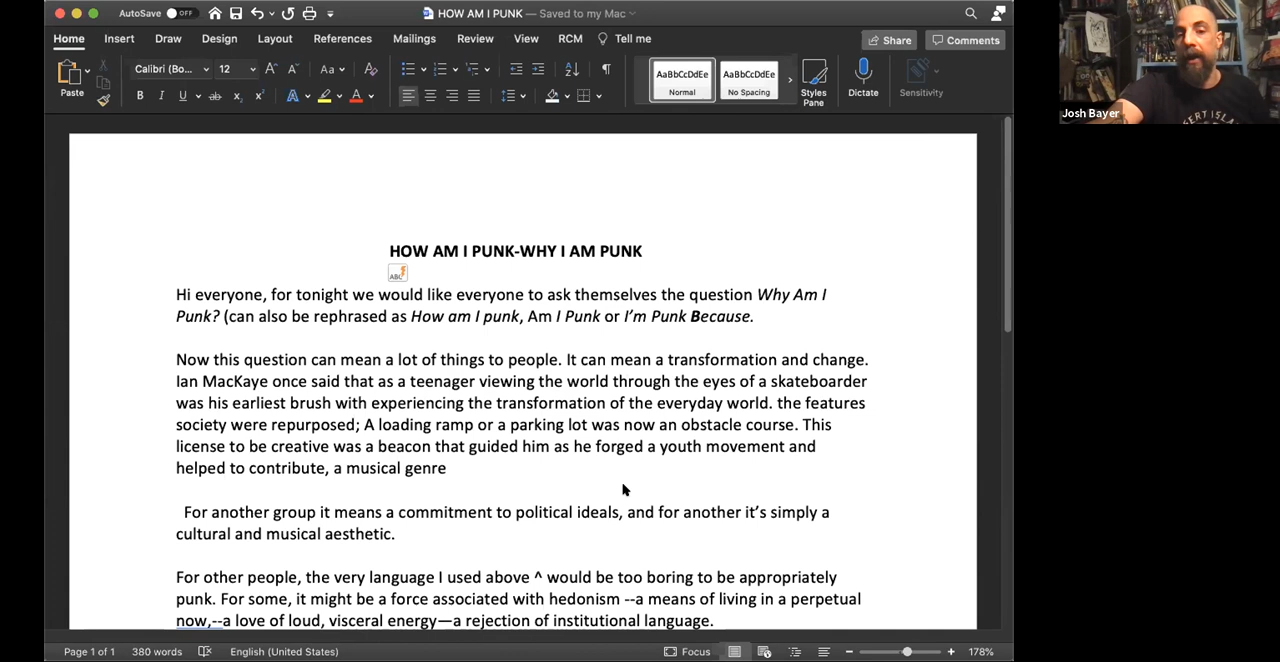 AutoSave OFF HOW AM I PUNK — Saved to my Mac
Home Insert Draw Design Layout References Mailings Review View RCM Tell me Share Comments
Paste Calibri (Bo... 12 A A Aa AaBbCcDdEe Normal AaBbCcDdEe No Spacing Styles Pane Dictate Sensitivity
B I U ab x₂ x² A A
Josh Bayer
HOW AM I PUNK-WHY I AM PUNK
ABC
Hi everyone, for tonight we would like everyone to ask themselves the question Why Am I
Punk? (can also be rephrased as How am I punk, Am I Punk or I’m Punk Because.
Now this question can mean a lot of things to people. It can mean a transformation and change.
Ian MacKaye once said that as a teenager viewing the world through the eyes of a skateboarder
was his earliest brush with experiencing the transformation of the everyday world. the features
society were repurposed; A loading ramp or a parking lot was now an obstacle course. This
license to be creative was a beacon that guided him as he forged a youth movement and
helped to contribute, a musical genre
For another group it means a commitment to political ideals, and for another it’s simply a
cultural and musical aesthetic.
For other people, the very language I used above ^ would be too boring to be appropriately
punk. For some, it might be a force associated with hedonism --a means of living in a perpetual
now,--a love of loud, visceral energy—a rejection of institutional language.
Page 1 of 1 380 words English (United States) Focus 178%